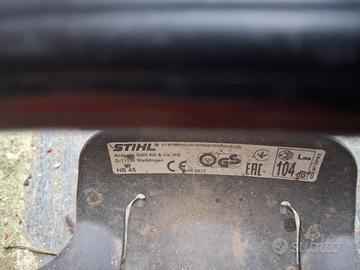 STIHL®
Andreas Stihl AG & Co. KG
D-71336 Waiblingen
HS 45
CE
2017
GS
EAC
LWA
104
dB
subito